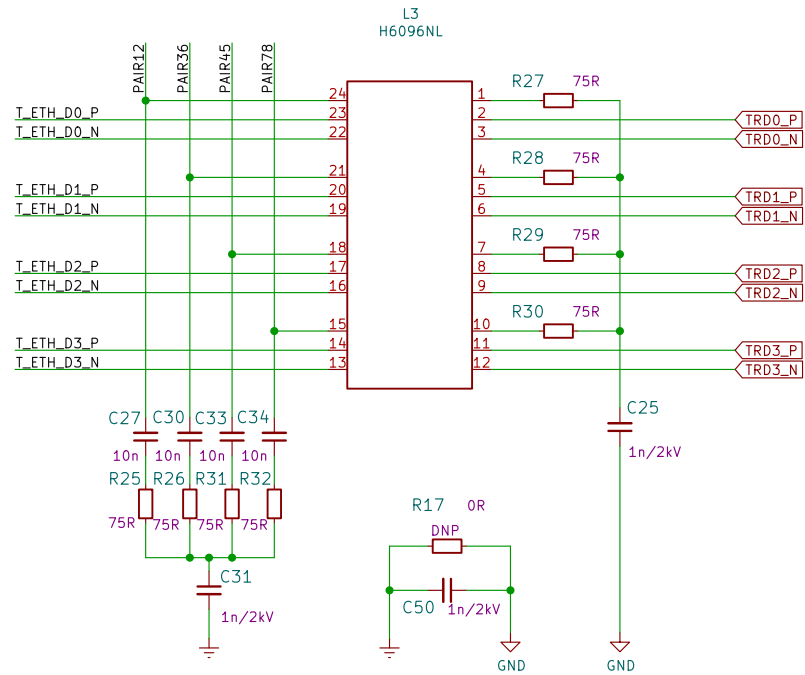 L3
H6096NL
PAIR12
PAIR36
PAIR45
PAIR78
R27 75R
24 1
T_ETH_D0_P 23 2 TRD0_P
T_ETH_D0_N 22 3 TRD0_N
R28 75R
21 4
T_ETH_D1_P 20 5 TRD1_P
T_ETH_D1_N 19 6 TRD1_N
R29 75R
18 7
T_ETH_D2_P 17 8 TRD2_P
T_ETH_D2_N 16 9 TRD2_N
R30 75R
15 10
T_ETH_D3_P 14 11 TRD3_P
T_ETH_D3_N 13 12 TRD3_N
C27 C30 C33 C34 C25
10n 10n 10n 10n 1n/2kV
R25 R26 R31 R32
75R 75R 75R 75R
R17 0R
DNP
C31
C50 1n/2kV
1n/2kV
GND GND